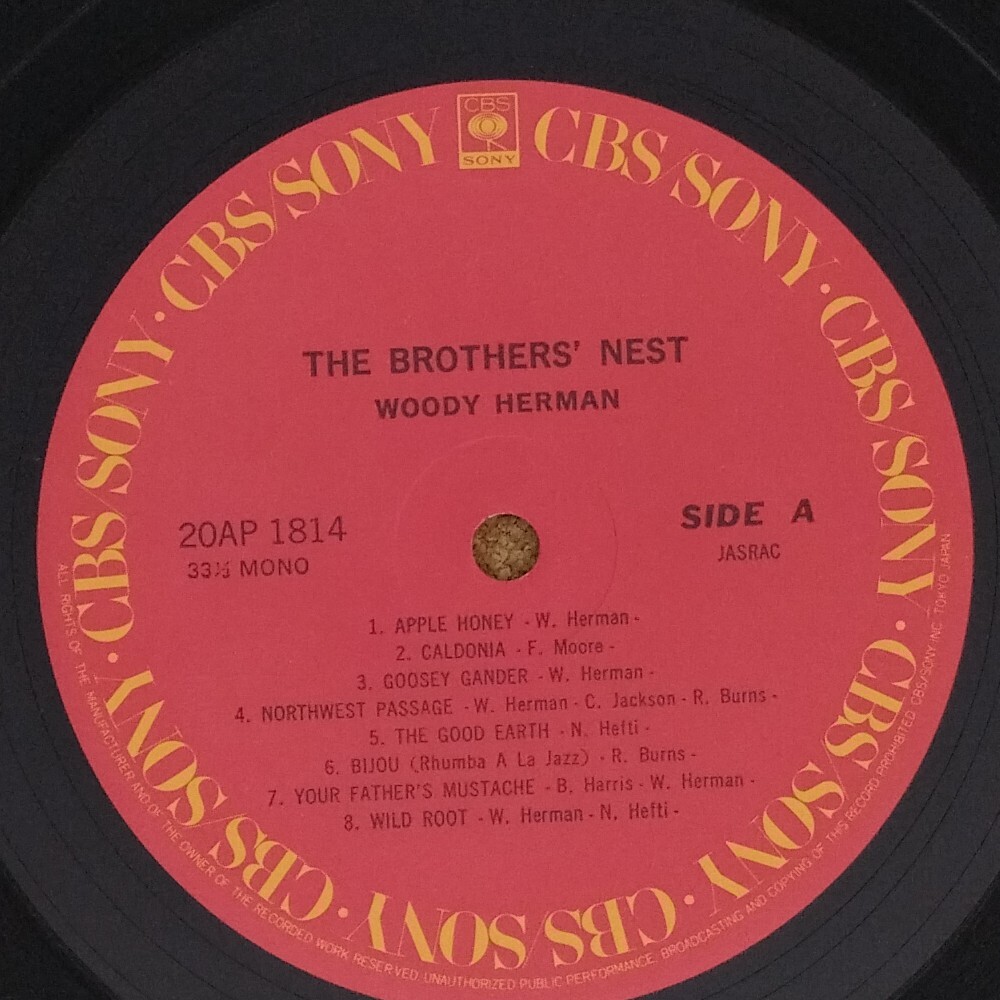 CBS
SONY
CBS/SONY · CBS/SONY · CBS/SONY · CBS/SONY · CBS/SONY · CBS/SONY · CBS/SONY · CBS/SONY
THE BROTHERS' NEST
WOODY HERMAN
20AP 1814
33⅓ MONO
SIDE A
JASRAC
1. APPLE HONEY - W. Herman -
2. CALDONIA - F. Moore -
3. GOOSEY GANDER - W. Herman -
4. NORTHWEST PASSAGE - W. Herman - C. Jackson - R. Burns -
5. THE GOOD EARTH - N. Hefti -
6. BIJOU (Rhumba A La Jazz) - R. Burns -
7. YOUR FATHER'S MUSTACHE - B. Harris - W. Herman -
8. WILD ROOT - W. Herman - N. Hefti -
ALL RIGHTS OF THE MANUFACTURER AND OF THE OWNER OF THE RECORDED WORK RESERVED. UNAUTHORIZED PUBLIC PERFORMANCE, BROADCASTING AND COPYING OF THIS RECORD PROHIBITED CBS/SONY INC. TOKYO JAPAN